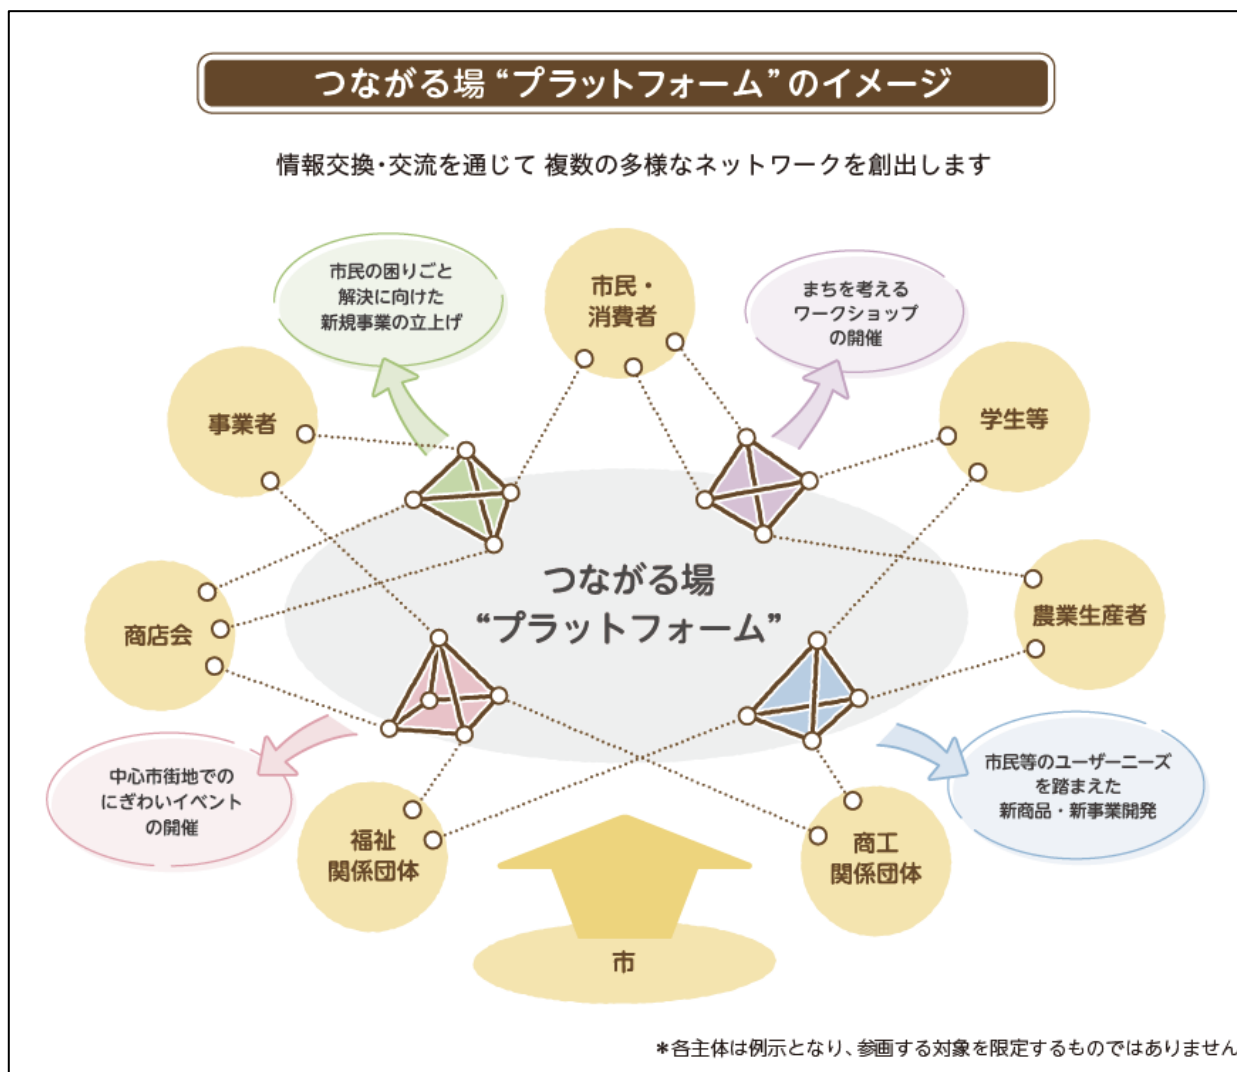 つながる場“プラットフォーム”のイメージ
情報交換・交流を通じて 複数の多様なネットワークを創出します
市民の困りごと
解決に向けた
新規事業の立上げ
市民・
消費者
まちを考える
ワークショップ
の開催
事業者
学生等
つながる場
“プラットフォーム”
商店会
農業生産者
中心市街地での
にぎわいイベント
の開催
市民等のユーザーニーズ
を踏まえた
新商品・新事業開発
福祉
関係団体
商工
関係団体
市
＊各主体は例示となり、参画する対象を限定するものではありません